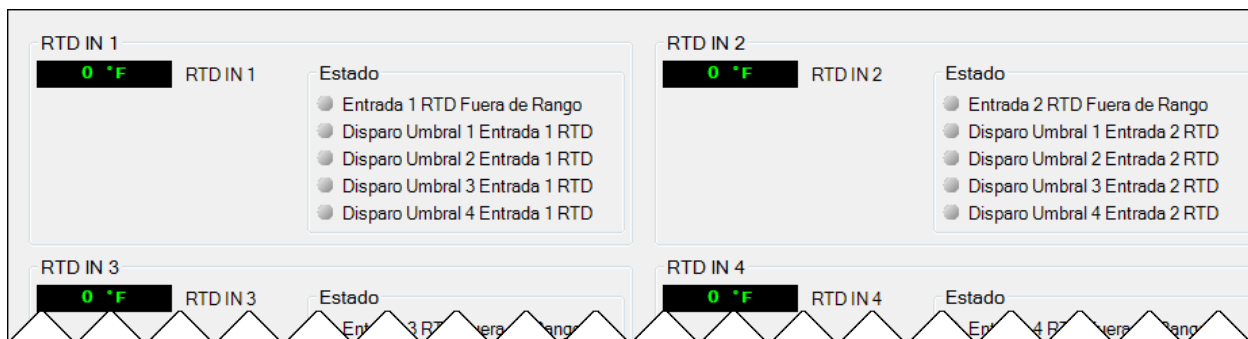 RTD IN 1
0 °F RTD IN 1
Estado
Entrada 1 RTD Fuera de Rango
Disparo Umbral 1 Entrada 1 RTD
Disparo Umbral 2 Entrada 1 RTD
Disparo Umbral 3 Entrada 1 RTD
Disparo Umbral 4 Entrada 1 RTD
RTD IN 2
0 °F RTD IN 2
Estado
Entrada 2 RTD Fuera de Rango
Disparo Umbral 1 Entrada 2 RTD
Disparo Umbral 2 Entrada 2 RTD
Disparo Umbral 3 Entrada 2 RTD
Disparo Umbral 4 Entrada 2 RTD
RTD IN 3
0 °F RTD IN 3
Estado
RTD IN 4
0 °F RTD IN 4
Estado